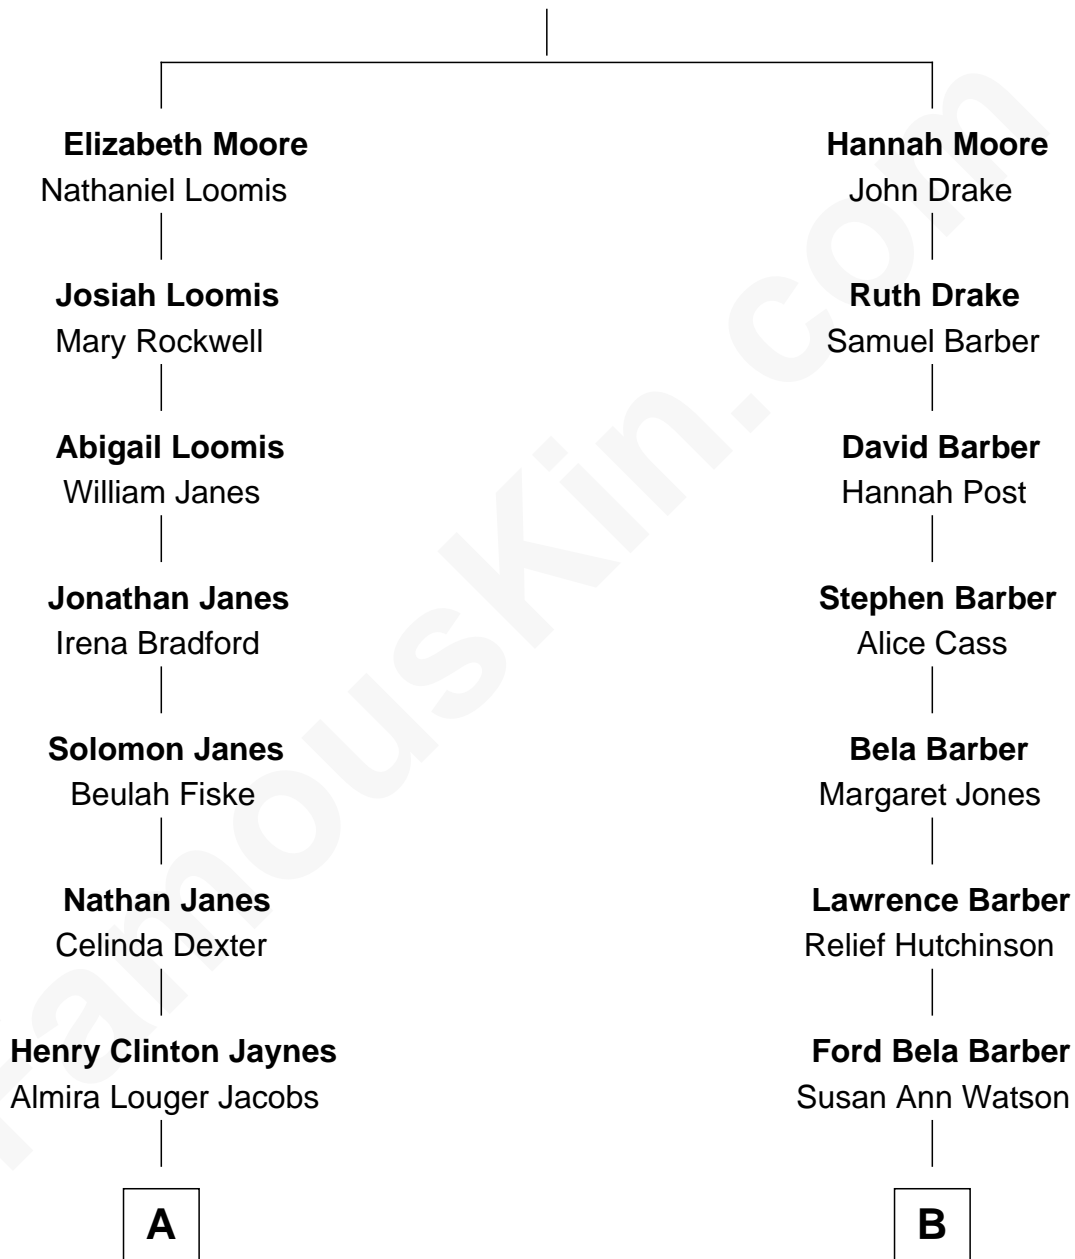 Elizabeth Moore
Nathaniel Loomis
Hannah Moore
John Drake
Josiah Loomis
Mary Rockwell
Ruth Drake
Samuel Barber
Abigail Loomis
William Janes
David Barber
Hannah Post
Jonathan Janes
Irena Bradford
Stephen Barber
Alice Cass
Solomon Janes
Beulah Fiske
Bela Barber
Margaret Jones
Nathan Janes
Celinda Dexter
Lawrence Barber
Relief Hutchinson
Henry Clinton Jaynes
Almira Louger Jacobs
Ford Bela Barber
Susan Ann Watson
A
B
FamousKin.com